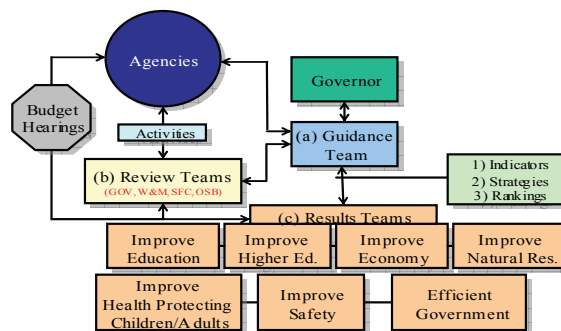 Agencies
Governor
Budget
Hearings
Activities
(a) Guidance
Team
(b) Review Teams
(GOV, W&M, SFC, OSB)
1) Indicators
2) Strategies
3) Rankings
(c) Results Teams
Improve
Education
Improve
Higher Ed.
Improve
Economy
Improve
Natural Res.
Improve
Health Protecting
Children/Adults
Improve
Safety
Efficient
Government